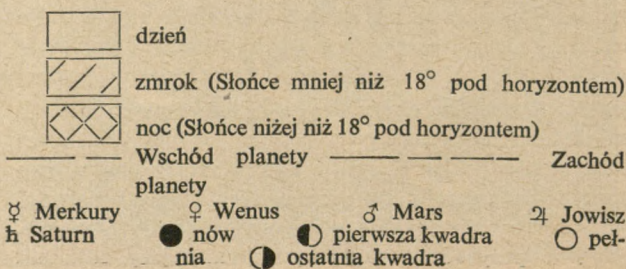 dzień
zmrok (Słońce mniej niż 18° pod horyzontem)
noc (Słońce niżej niż 18° pod horyzontem)
—— — Wschód planety —— — — Zachód
planety
☿ Merkury ♀ Wenus ♂ Mars ♃ Jowisz
♄ Saturn ● nów ◐ pierwsza kwadra ○ peł-
nia ◑ ostatnia kwadra